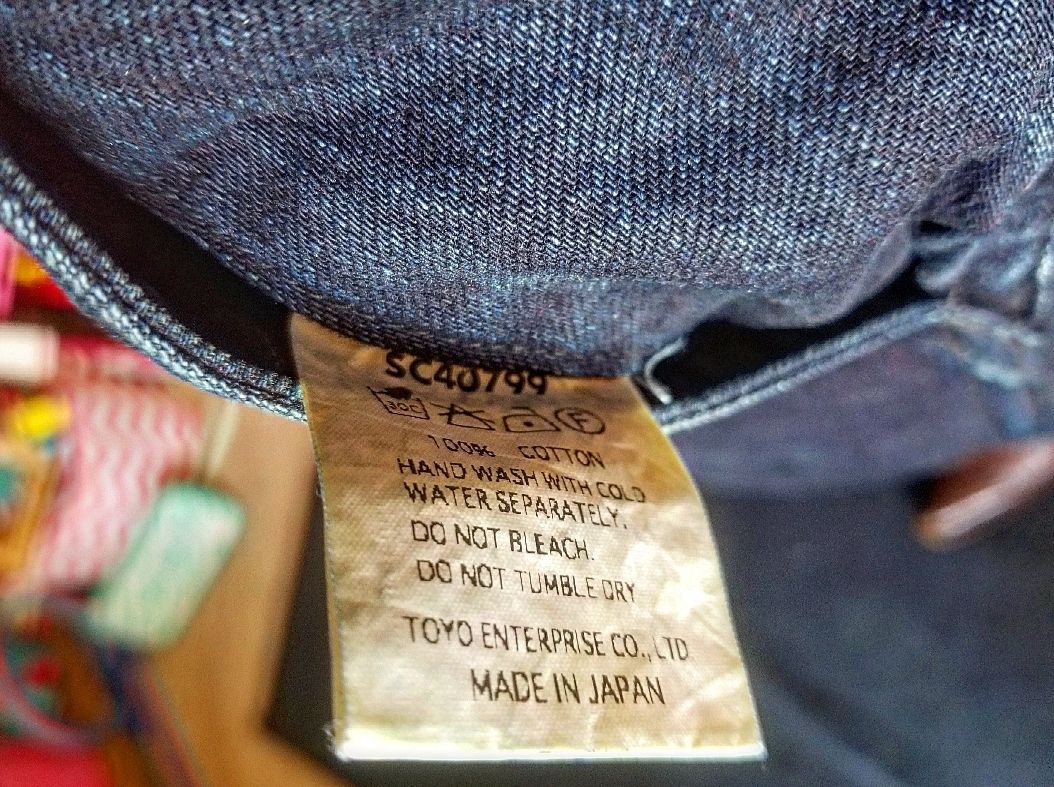 SC40799
30C F
100% COTTON
HAND WASH WITH COLD
WATER SEPARATELY.
DO NOT BLEACH.
DO NOT TUMBLE DRY
TOYO ENTERPRISE CO., LTD
MADE IN JAPAN